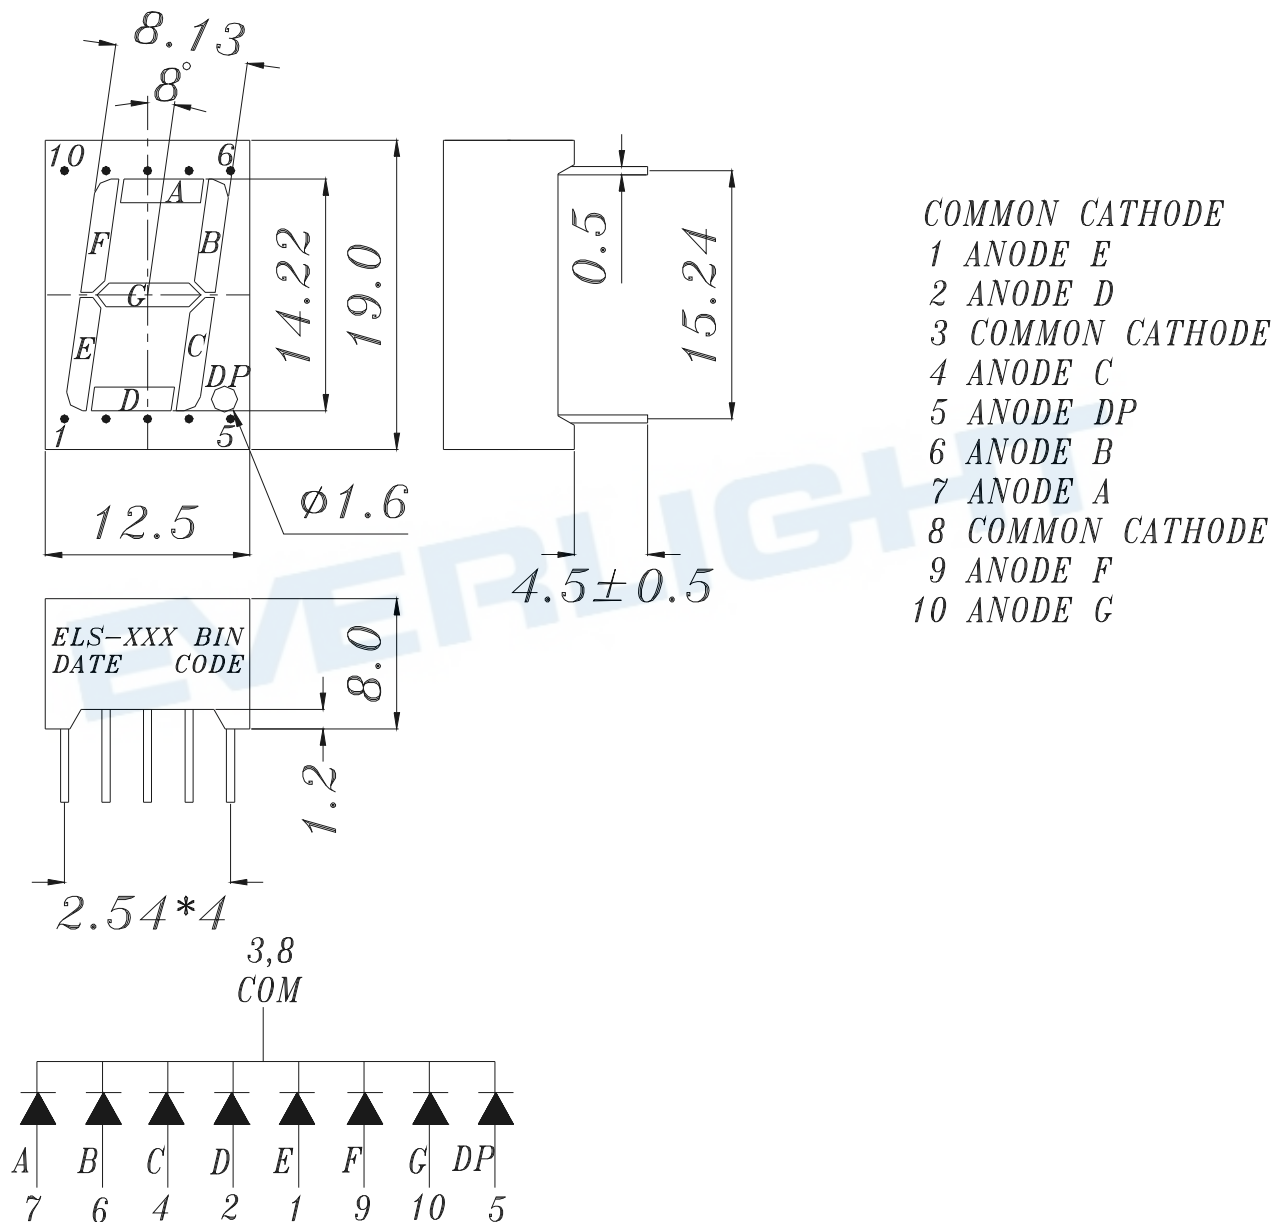 8.13
8°
10 6
A
F B
G
E C
DP
D
1 5
14.22
19.0
12.5
ø1.6
0.5
15.24
4.5±0.5
COMMON CATHODE
1 ANODE E
2 ANODE D
3 COMMON CATHODE
4 ANODE C
5 ANODE DP
6 ANODE B
7 ANODE A
8 COMMON CATHODE
9 ANODE F
10 ANODE G
EVERLIGHT
ELS-XXX BIN
DATE CODE
8.0
1.2
2.54*4
3,8
COM
A B C D E F G DP
7 6 4 2 1 9 10 5